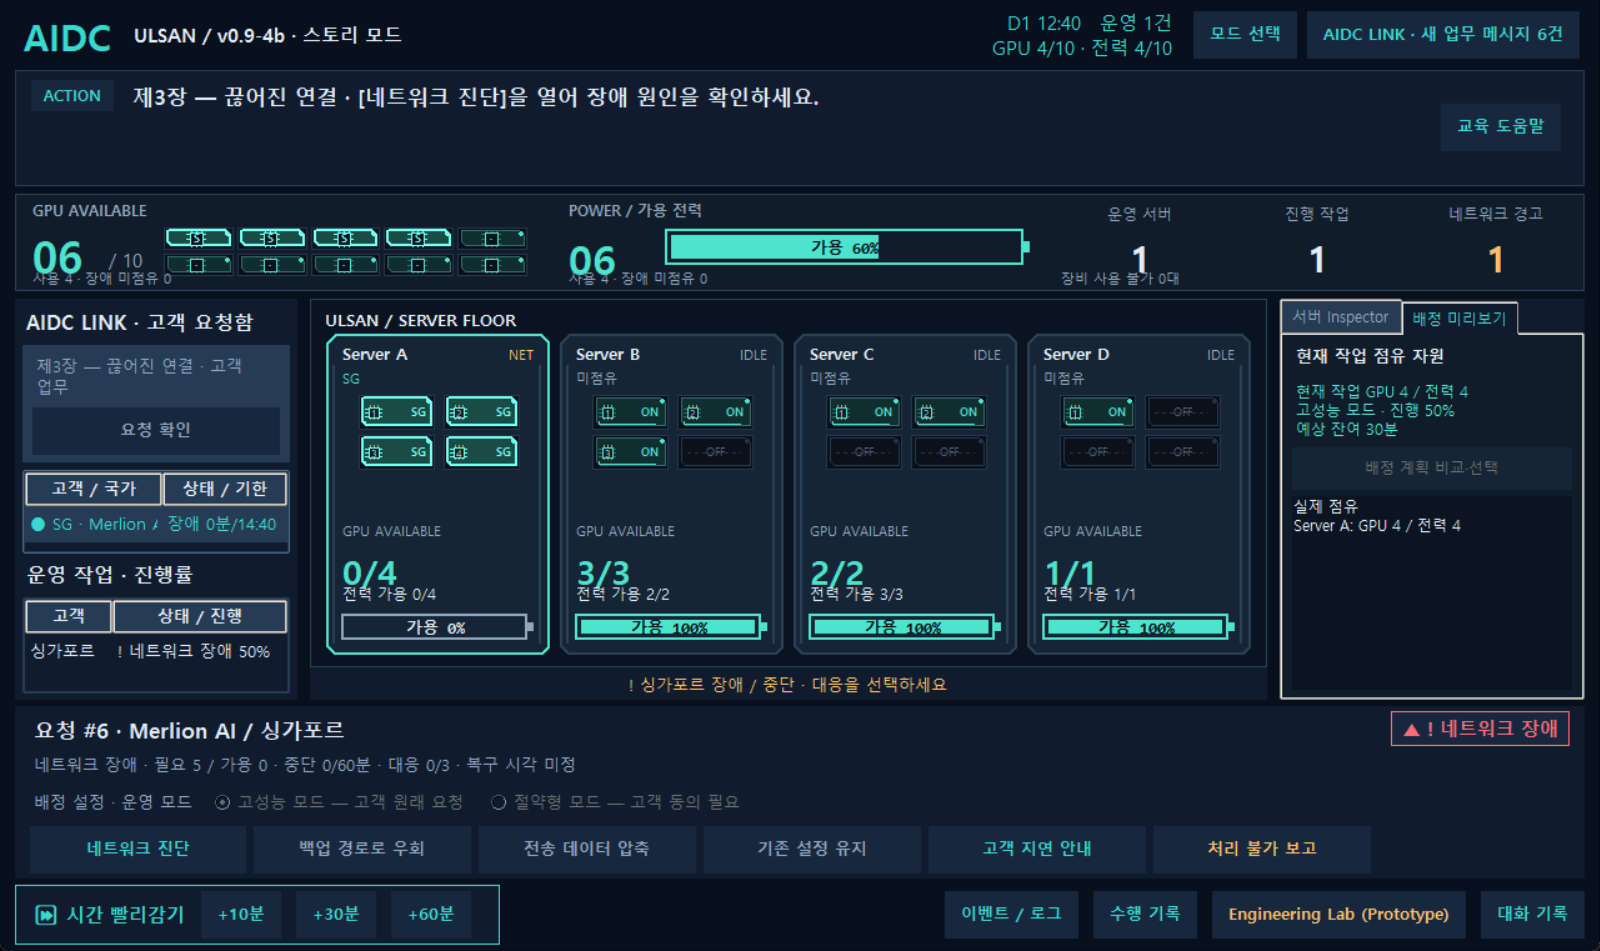 AIDC ULSAN / v0.9-4b · 스토리 모드
D1 12:40 운영 1건
GPU 4/10 · 전력 4/10
모드 선택
AIDC LINK · 새 업무 메시지 6건
ACTION 제3장 — 끊어진 연결 · [네트워크 진단]을 열어 장애 원인을 확인하세요.
교육 도움말
GPU AVAILABLE
06 / 10
사용 4 · 장애 미점유 0
S S S S -
- - - - -
POWER / 가용 전력
06
가용 60%
사용 4 · 장애 미점유 0
운영 서버
1
장비 사용 불가 0대
진행 작업
1
네트워크 경고
1
AIDC LINK · 고객 요청함
제3장 — 끊어진 연결 · 고객
업무
요청 확인
고객 / 국가 상태 / 기한
SG · Merlion 장애 0분/14:40
운영 작업 · 진행률
고객 상태 / 진행
싱가포르 ! 네트워크 장애 50%
ULSAN / SERVER FLOOR
Server A NET
SG
1 SG 2 SG
3 SG 4 SG
GPU AVAILABLE
0/4
전력 가용 0/4
가용 0%
Server B IDLE
미점유
1 ON 2 ON
3 ON ---OFF---
GPU AVAILABLE
3/3
전력 가용 2/2
가용 100%
Server C IDLE
미점유
1 ON 2 ON
---OFF--- ---OFF---
GPU AVAILABLE
2/2
전력 가용 3/3
가용 100%
Server D IDLE
미점유
1 ON ---OFF---
---OFF--- ---OFF---
GPU AVAILABLE
1/1
전력 가용 1/1
가용 100%
! 싱가포르 장애 / 중단 · 대응을 선택하세요
서버 Inspector 배정 미리보기
현재 작업 점유 자원
현재 작업 GPU 4 / 전력 4
고성능 모드 · 진행 50%
예상 잔여 30분
배정 계획 비교·선택
실제 점유
Server A: GPU 4 / 전력 4
요청 #6 · Merlion AI / 싱가포르
▲ ! 네트워크 장애
네트워크 장애 · 필요 5 / 가용 0 · 중단 0/60분 · 대응 0/3 · 복구 시각 미정
배정 설정 · 운영 모드 고성능 모드 — 고객 원래 요청 절약형 모드 — 고객 동의 필요
네트워크 진단 백업 경로로 우회 전송 데이터 압축 기존 설정 유지 고객 지연 안내 처리 불가 보고
시간 빨리감기 +10분 +30분 +60분
이벤트 / 로그 수행 기록 Engineering Lab (Prototype) 대화 기록